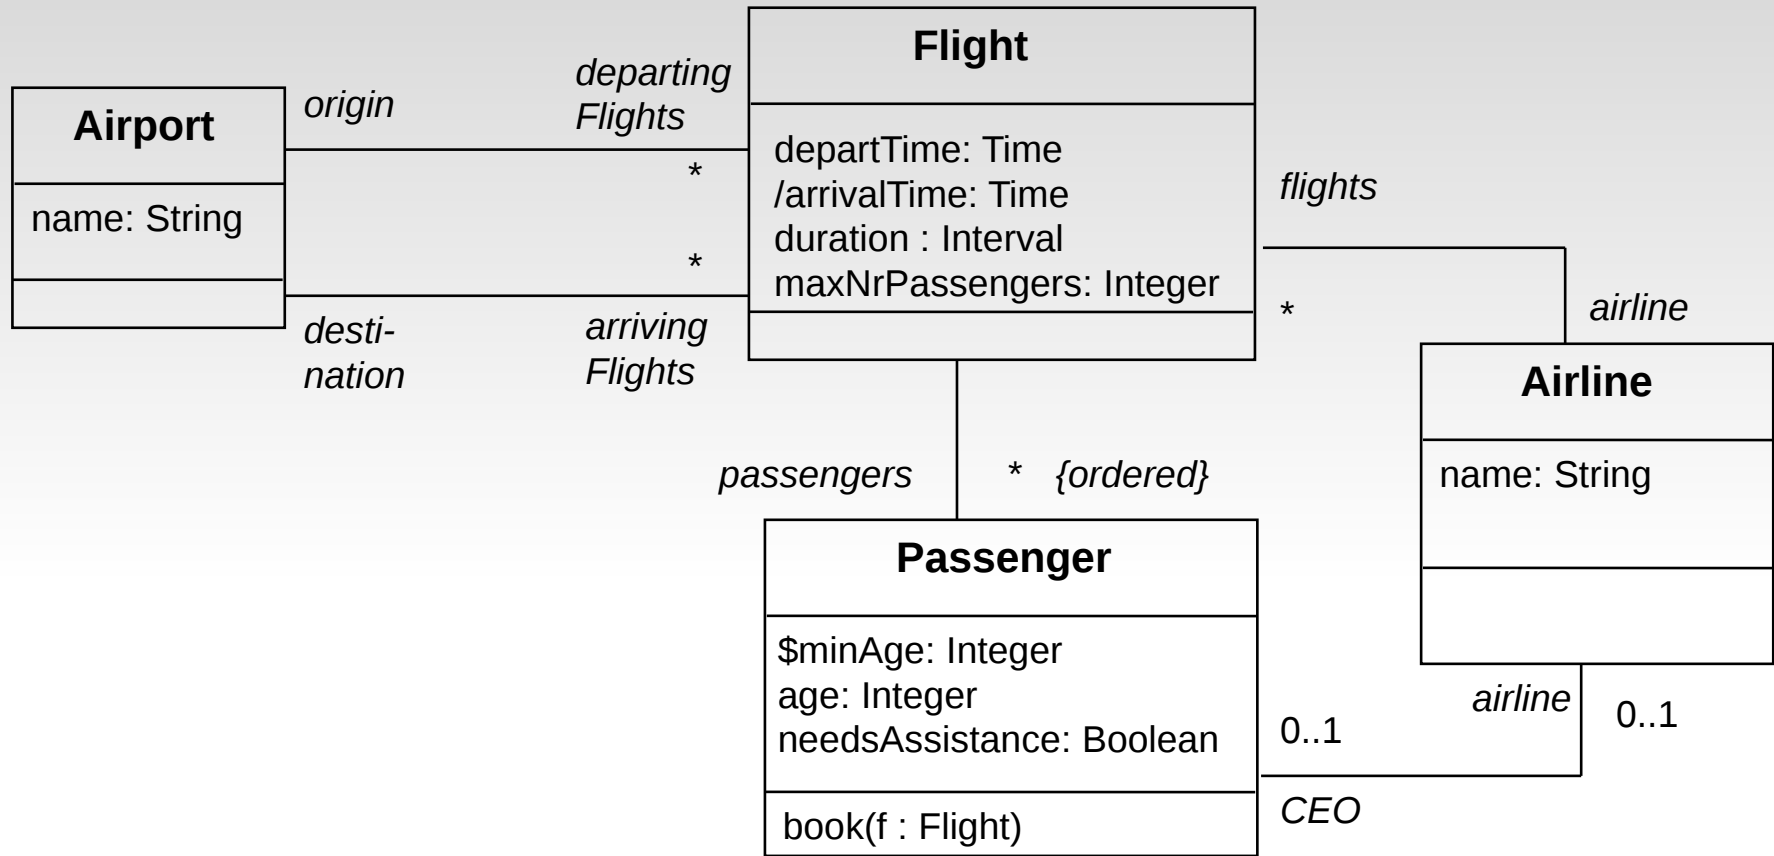 Airport
name: String
origin
departing
Flights
*
*
desti-
nation
arriving
Flights
Flight
departTime: Time
/arrivalTime: Time
duration : Interval
maxNrPassengers: Integer
flights
*
airline
Airline
name: String
passengers
* {ordered}
Passenger
$minAge: Integer
age: Integer
needsAssistance: Boolean
book(f : Flight)
airline
0..1
0..1
CEO